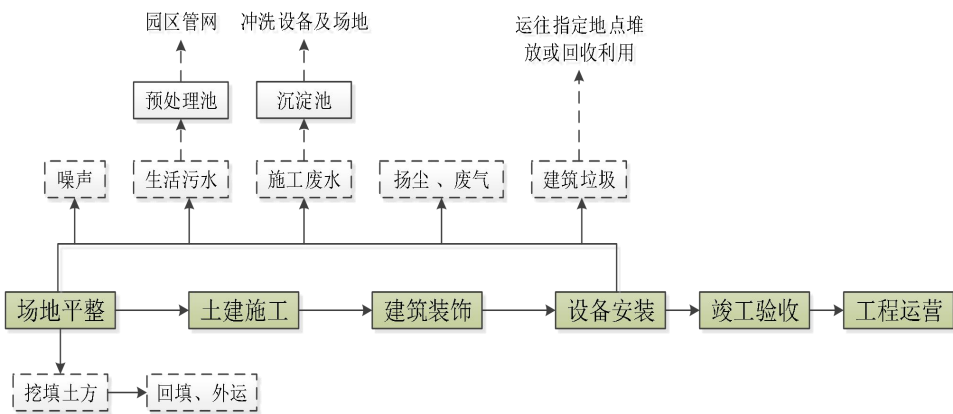 园区管网
冲洗设备及场地
运往指定地点堆
放或回收利用
预处理池
沉淀池
噪声
生活污水
施工废水
扬尘、废气
建筑垃圾
场地平整
土建施工
建筑装饰
设备安装
竣工验收
工程运营
挖填土方
回填、外运